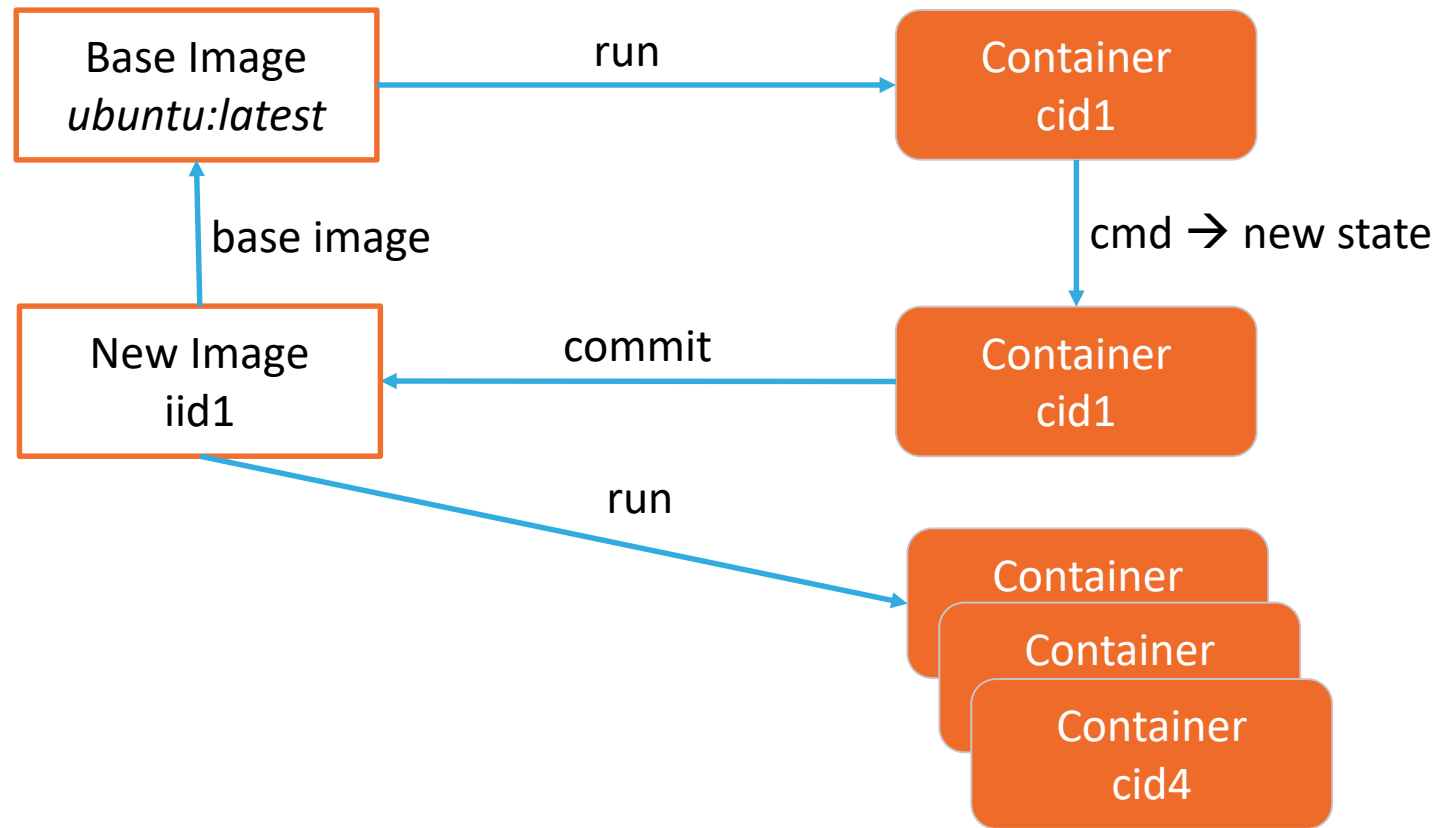 Base Image
ubuntu:latest
run
Container
cid1
base image
cmd → new state
New Image
iid1
commit
Container
cid1
run
Container
Container
Container
cid4